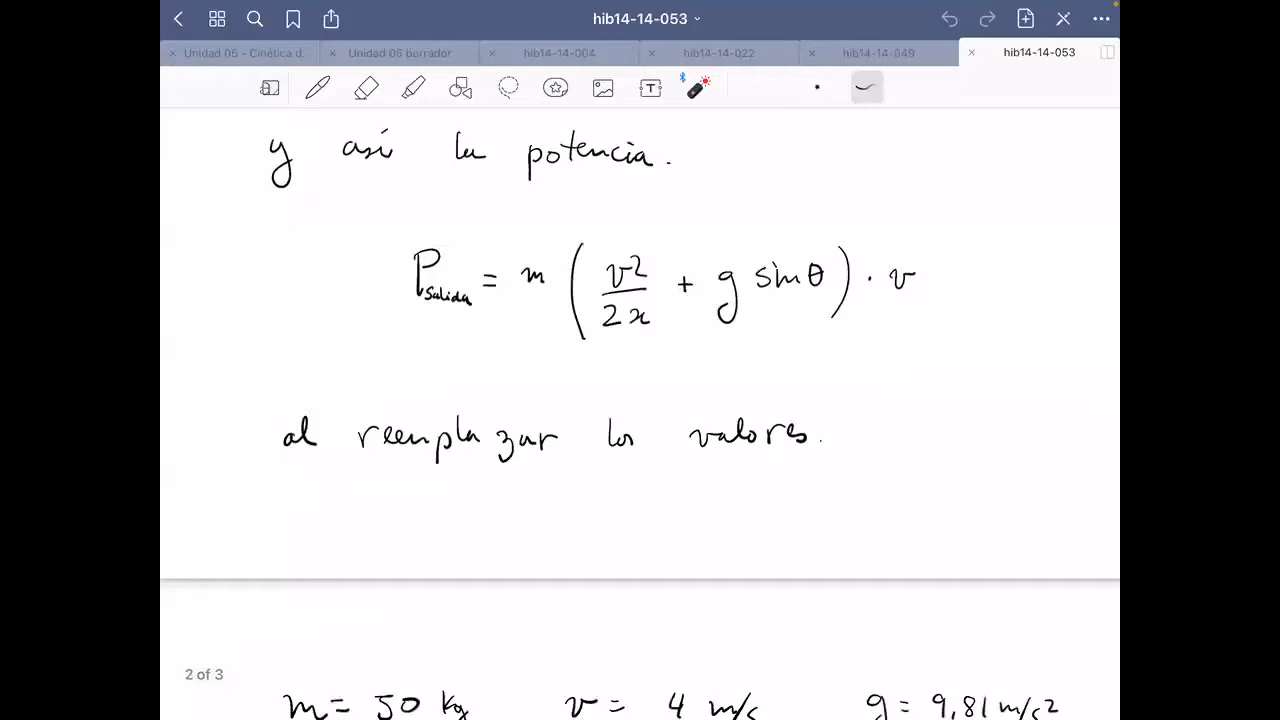 hib14-14-053
Unidad 05 - Cinética d. Unidad 06 borrador hib14-14-004 hib14-14-022 hib14-14-049 hib14-14-053
y así la potencia.
P_salida = m ( v² / 2x + g sin θ ) · v
al reemplazar los valores.
2 of 3
m = 50 kg v = 4 m/s g = 9,81 m/s²